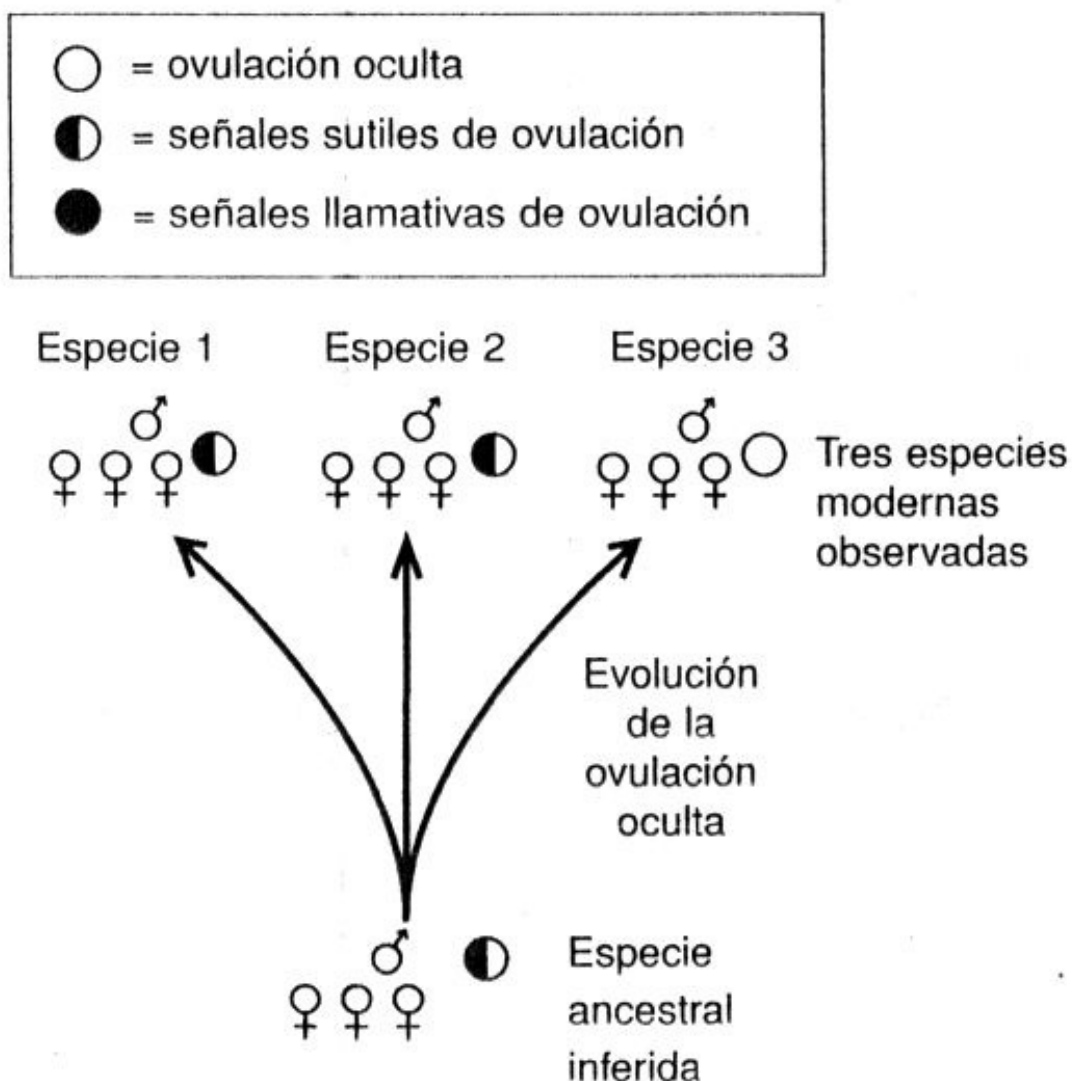 = ovulación oculta
= señales sutiles de ovulación
= señales llamativas de ovulación
Especie 1
Especie 2
Especie 3
Tres especies
modernas
observadas
Evolución
de la
ovulación
oculta
Especie
ancestral
inferida